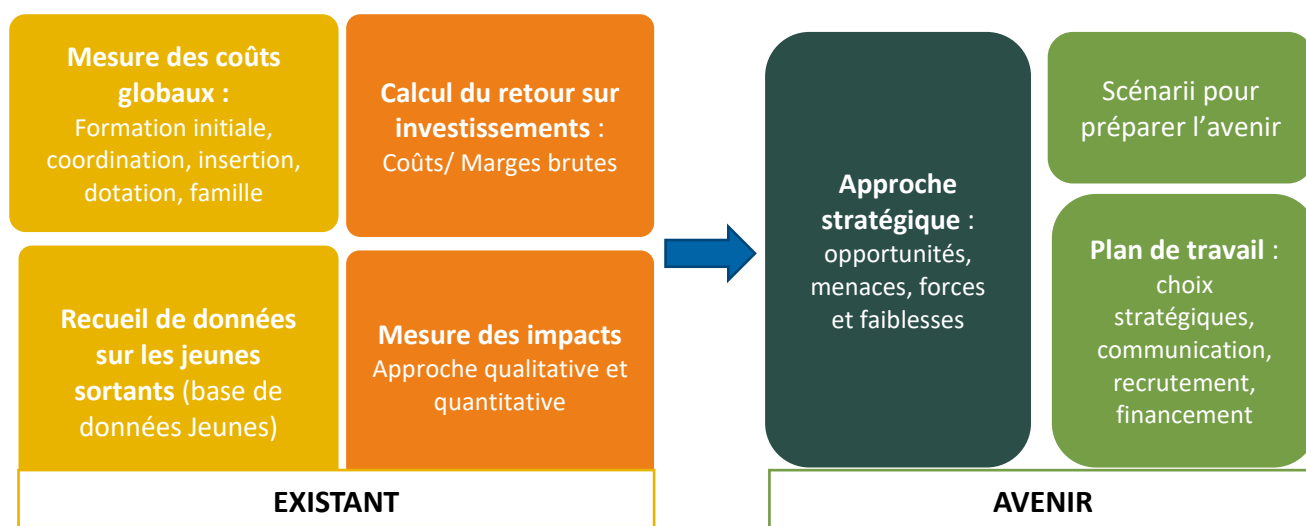 Mesure des coûts
globaux :
Formation initiale,
coordination, insertion,
dotation, famille
Calcul du retour sur
investissements :
Coûts/ Marges brutes
Recueil de données
sur les jeunes
sortants (base de
données Jeunes)
Mesure des impacts
Approche qualitative et
quantitative
EXISTANT
Approche
stratégique :
opportunités,
menaces, forces
et faiblesses
Scénarii pour
préparer l’avenir
Plan de travail :
choix
stratégiques,
communication,
recrutement,
financement
AVENIR